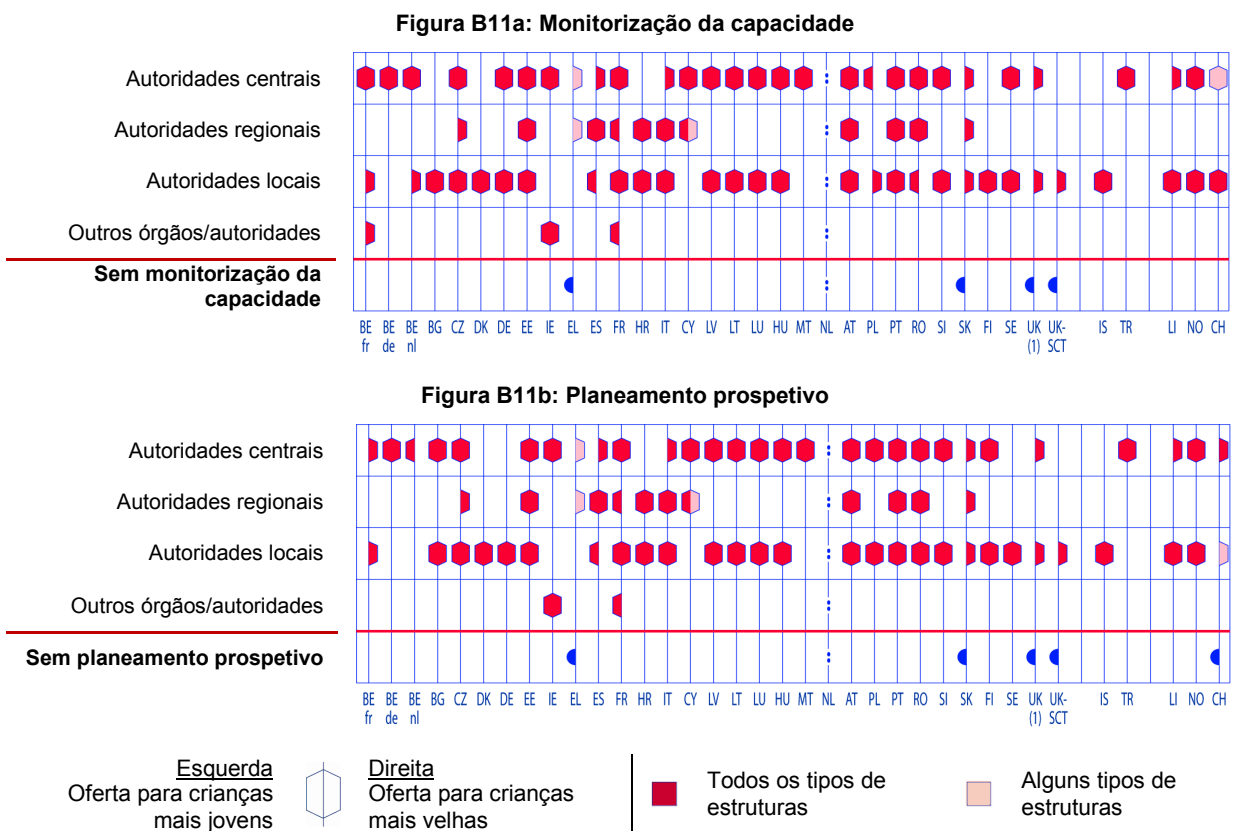 Figura B11a: Monitorização da capacidade
Autoridades centrais
Autoridades regionais
Autoridades locais
Outros órgãos/autoridades
Sem monitorização da
capacidade
BE BE BE BG CZ DK DE EE IE EL ES FR HR IT CY LV LT LU HU MT NL AT PL PT RO SI SK FI SE UK UK- IS TR LI NO CH
fr de nl (1) SCT
Figura B11b: Planeamento prospetivo
Autoridades centrais
Autoridades regionais
Autoridades locais
Outros órgãos/autoridades
Sem planeamento prospetivo
BE BE BE BG CZ DK DE EE IE EL ES FR HR IT CY LV LT LU HU MT NL AT PL PT RO SI SK FI SE UK UK- IS TR LI NO CH
fr de nl (1) SCT
Esquerda
Oferta para crianças
mais jovens
Direita
Oferta para crianças
mais velhas
Todos os tipos de
estruturas
Alguns tipos de
estruturas